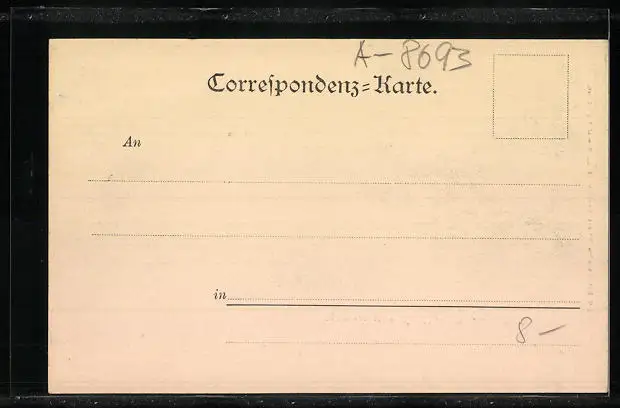 A-8693
Correſpondenz=Karte.
An
in
8-